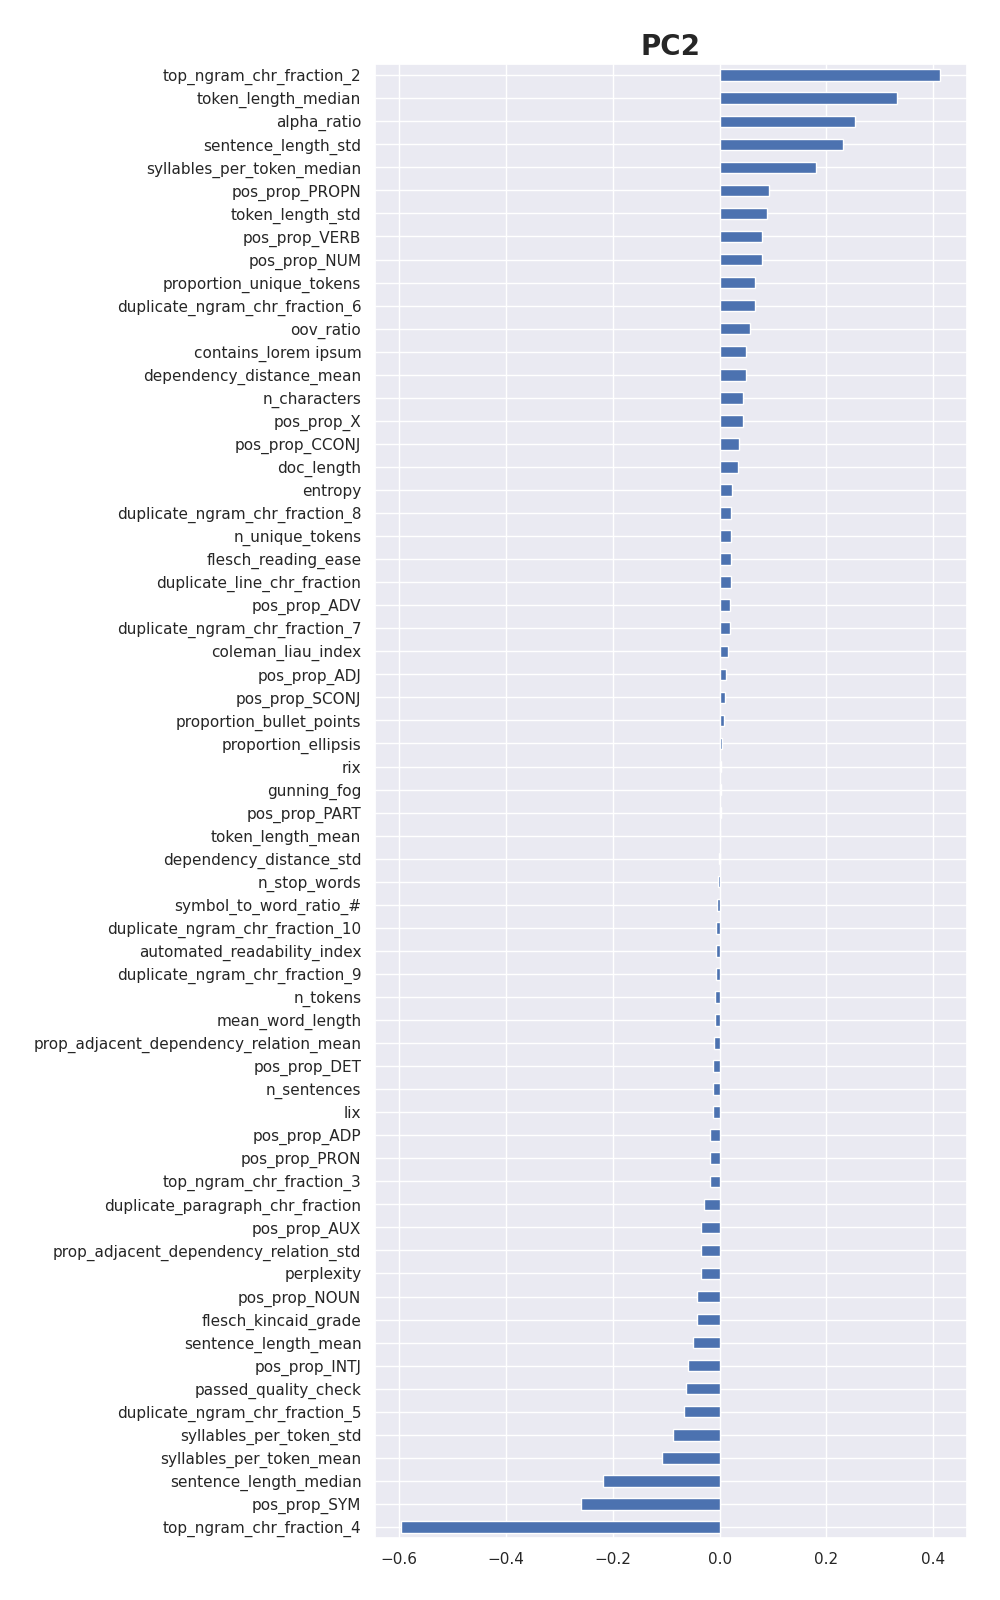 PC2
top_ngram_chr_fraction_2
token_length_median
alpha_ratio
sentence_length_std
syllables_per_token_median
pos_prop_PROPN
token_length_std
pos_prop_VERB
pos_prop_NUM
proportion_unique_tokens
duplicate_ngram_chr_fraction_6
oov_ratio
contains_lorem ipsum
dependency_distance_mean
n_characters
pos_prop_X
pos_prop_CCONJ
doc_length
entropy
duplicate_ngram_chr_fraction_8
n_unique_tokens
flesch_reading_ease
duplicate_line_chr_fraction
pos_prop_ADV
duplicate_ngram_chr_fraction_7
coleman_liau_index
pos_prop_ADJ
pos_prop_SCONJ
proportion_bullet_points
proportion_ellipsis
rix
gunning_fog
pos_prop_PART
token_length_mean
dependency_distance_std
n_stop_words
symbol_to_word_ratio_#
duplicate_ngram_chr_fraction_10
automated_readability_index
duplicate_ngram_chr_fraction_9
n_tokens
mean_word_length
prop_adjacent_dependency_relation_mean
pos_prop_DET
n_sentences
lix
pos_prop_ADP
pos_prop_PRON
top_ngram_chr_fraction_3
duplicate_paragraph_chr_fraction
pos_prop_AUX
prop_adjacent_dependency_relation_std
perplexity
pos_prop_NOUN
flesch_kincaid_grade
sentence_length_mean
pos_prop_INTJ
passed_quality_check
duplicate_ngram_chr_fraction_5
syllables_per_token_std
syllables_per_token_mean
sentence_length_median
pos_prop_SYM
top_ngram_chr_fraction_4
−0.6 −0.4 −0.2 0.0 0.2 0.4